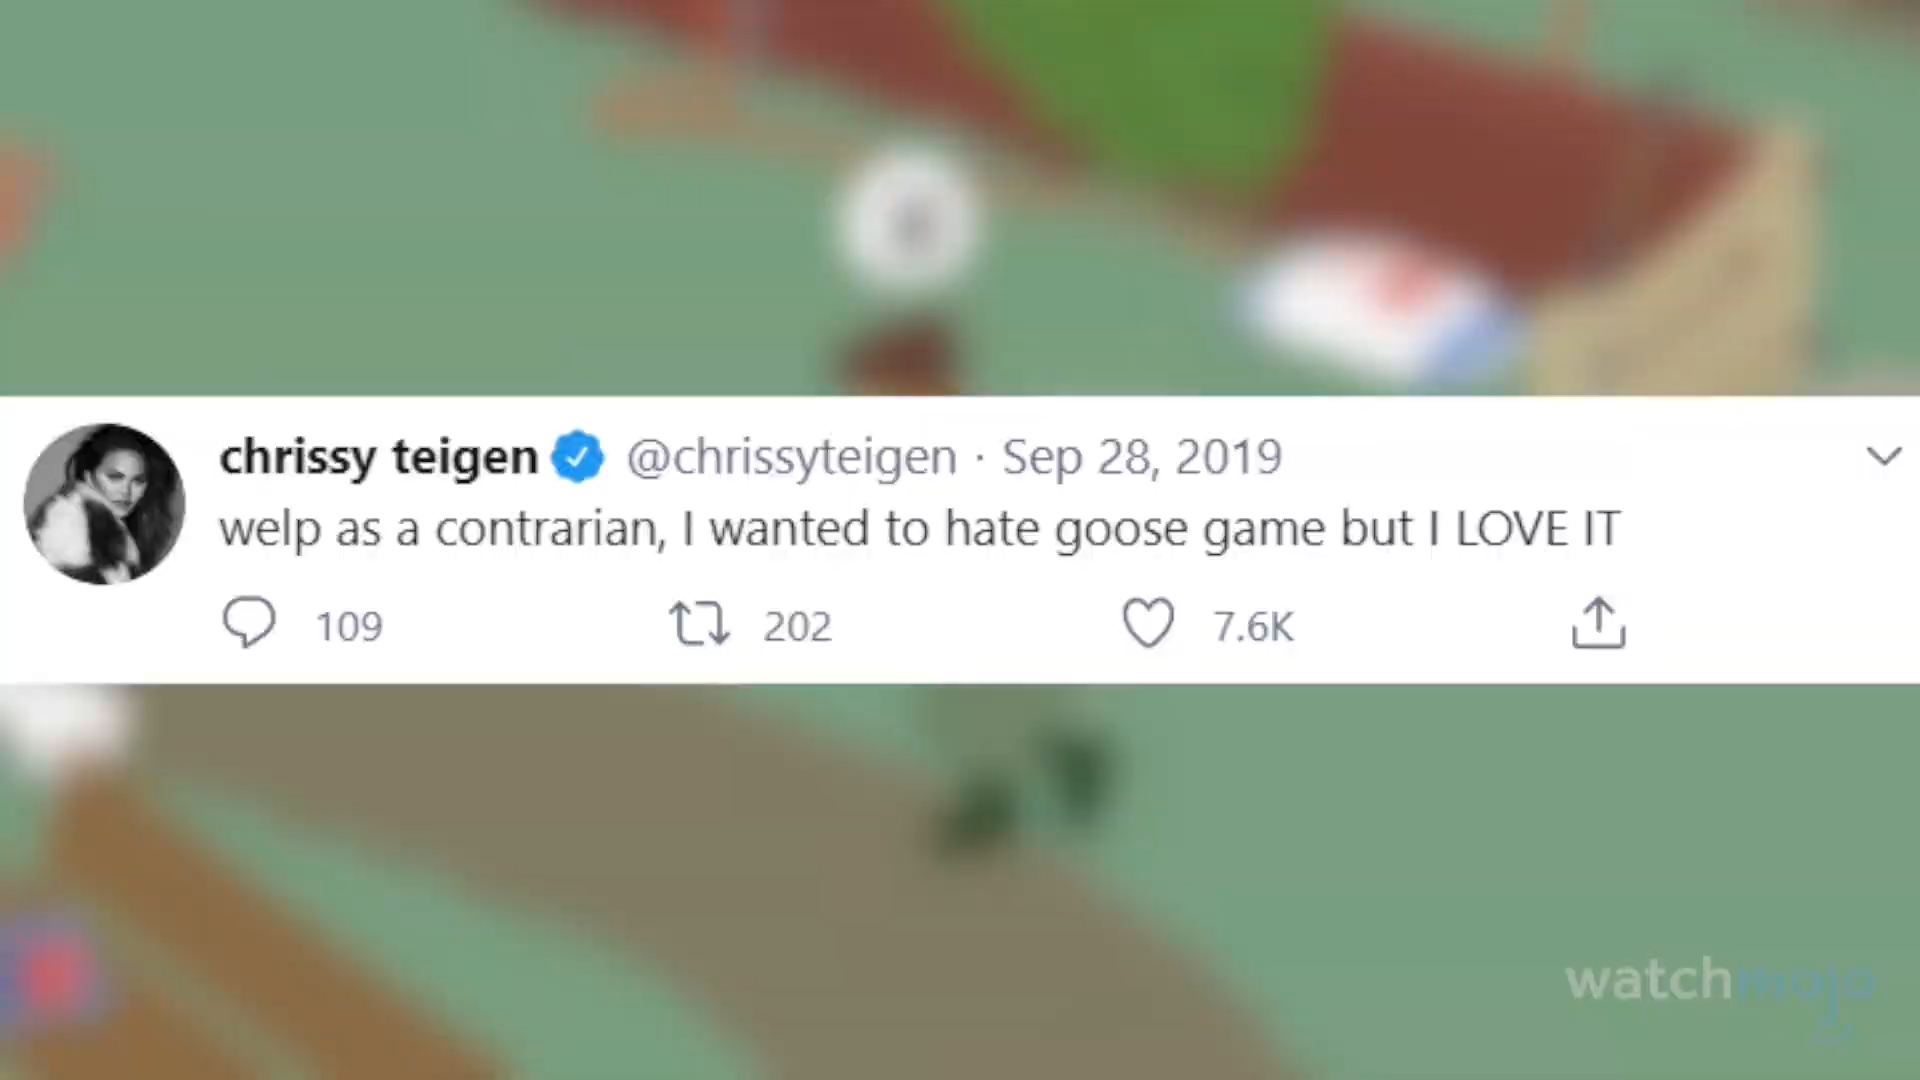 chrissy teigen @chrissyteigen · Sep 28, 2019
welp as a contrarian, I wanted to hate goose game but I LOVE IT
109 202 7.6K
watchmojo